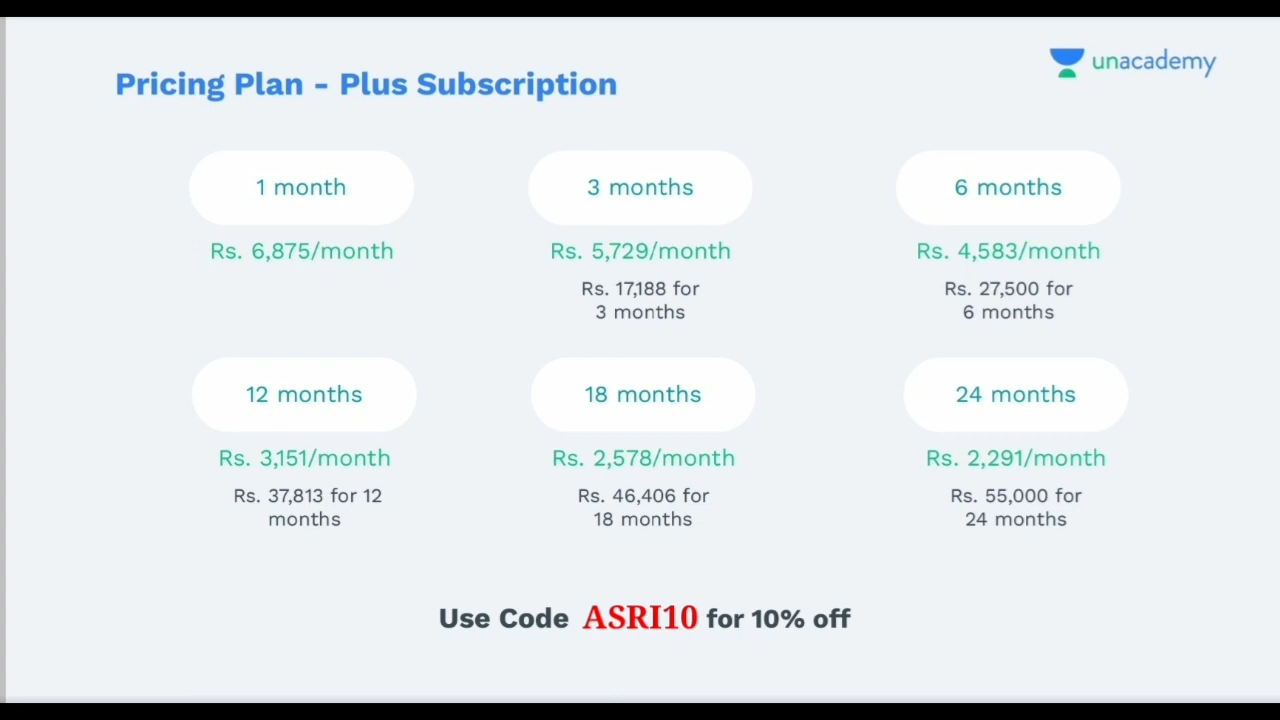 unacademy
Pricing Plan - Plus Subscription
1 month
Rs. 6,875/month
3 months
Rs. 5,729/month
Rs. 17,188 for
3 months
6 months
Rs. 4,583/month
Rs. 27,500 for
6 months
12 months
Rs. 3,151/month
Rs. 37,813 for 12
months
18 months
Rs. 2,578/month
Rs. 46,406 for
18 months
24 months
Rs. 2,291/month
Rs. 55,000 for
24 months
Use Code ASRI10 for 10% off